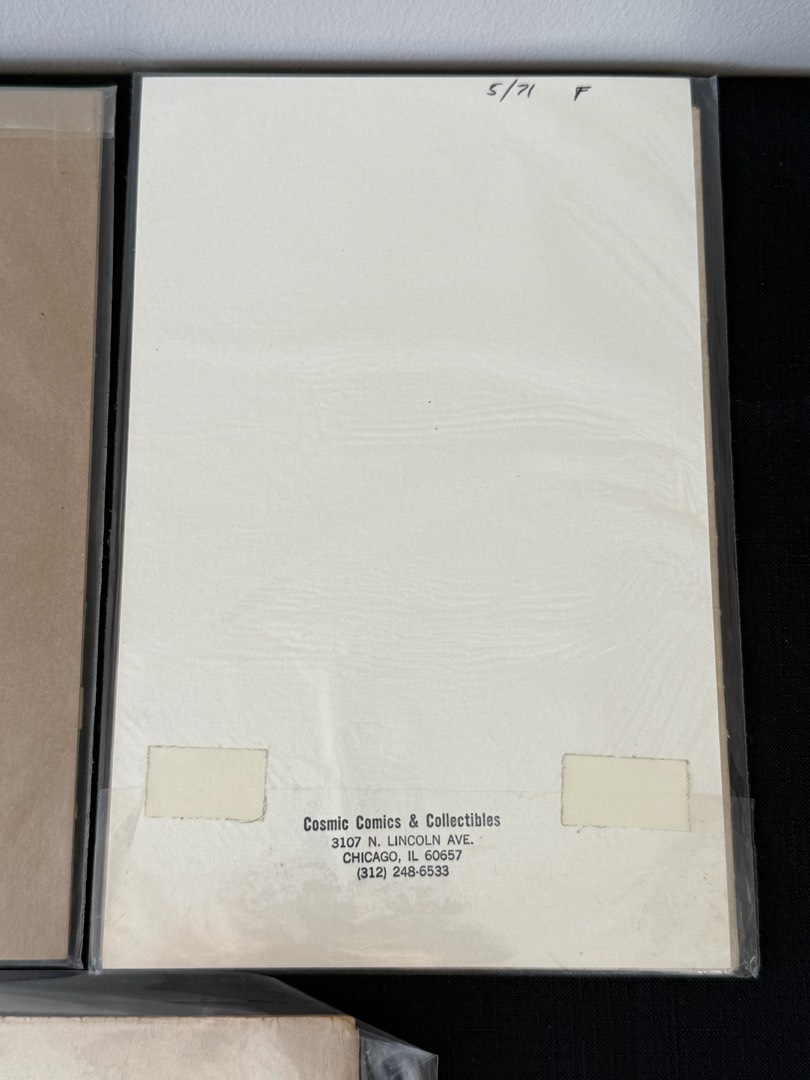 5/71 F
Cosmic Comics & Collectibles
3107 N. LINCOLN AVE.
CHICAGO, IL 60657
(312) 248-6533